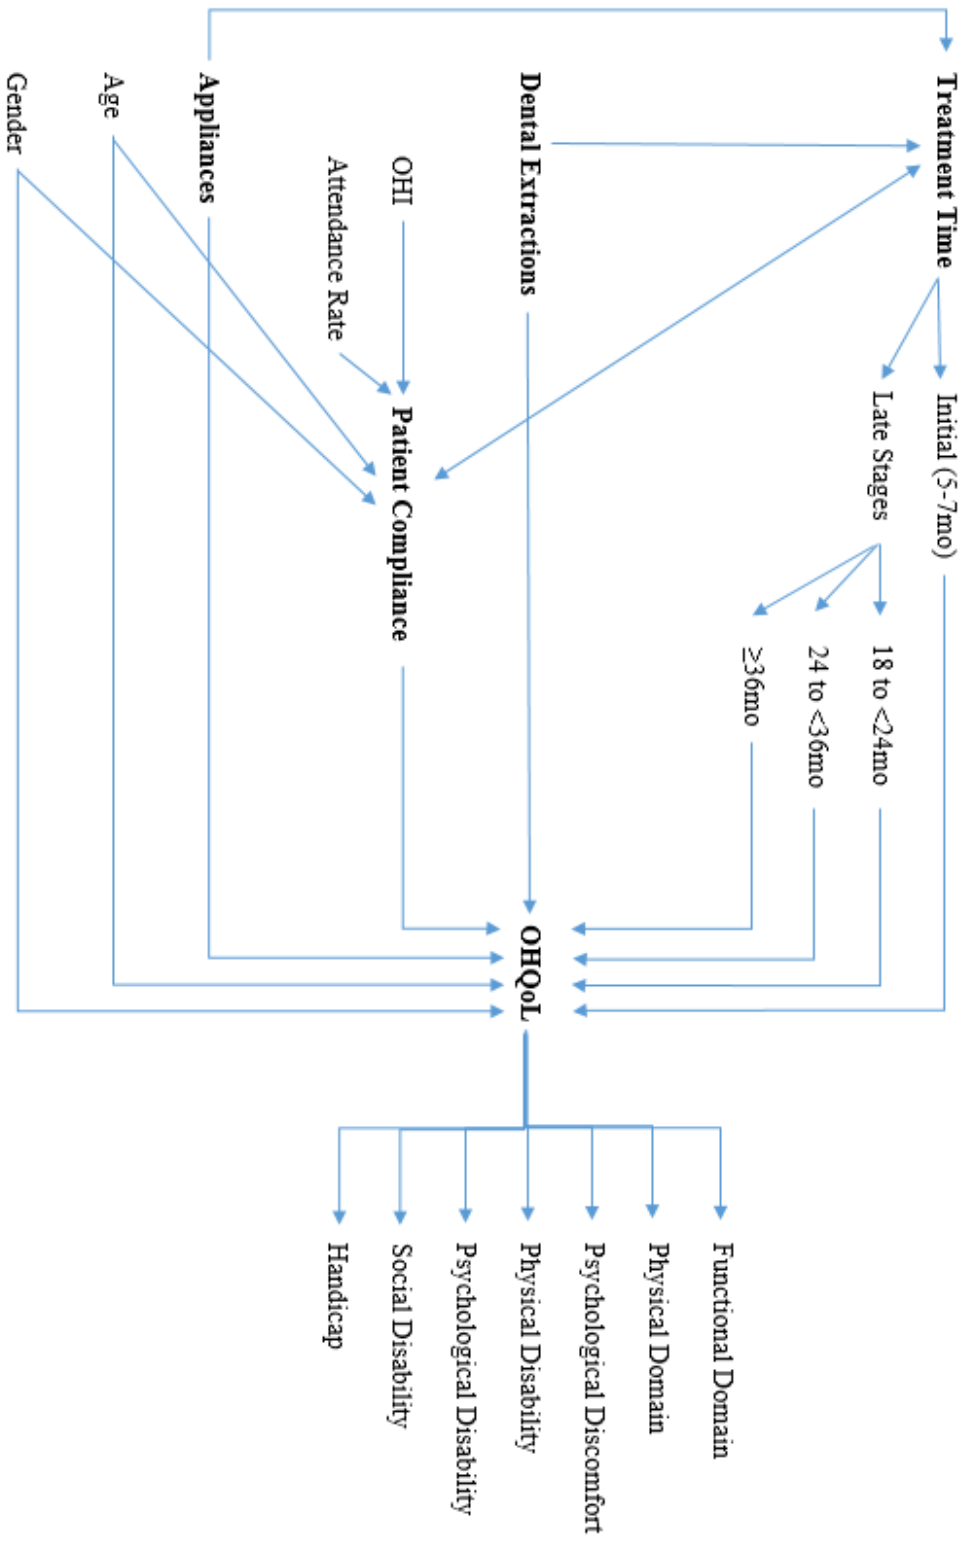 Treatment Time
Initial (5-7mo)
Late Stages
18 to <24mo
24 to <36mo
≥36mo
Dental Extractions
OHI
Attendance Rate
Patient Compliance
Appliances
Age
Gender
OHQoL
Functional Domain
Physical Domain
Psychological Discomfort
Physical Disability
Psychological Disability
Social Disability
Handicap